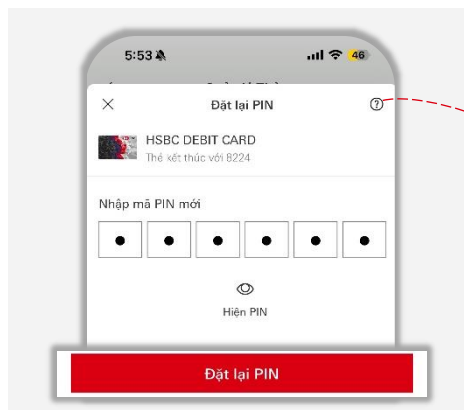 5:53
46
Đặt lại PIN
HSBC DEBIT CARD
Thẻ kết thúc với 8224
Nhập mã PIN mới
Hiện PIN
Đặt lại PIN